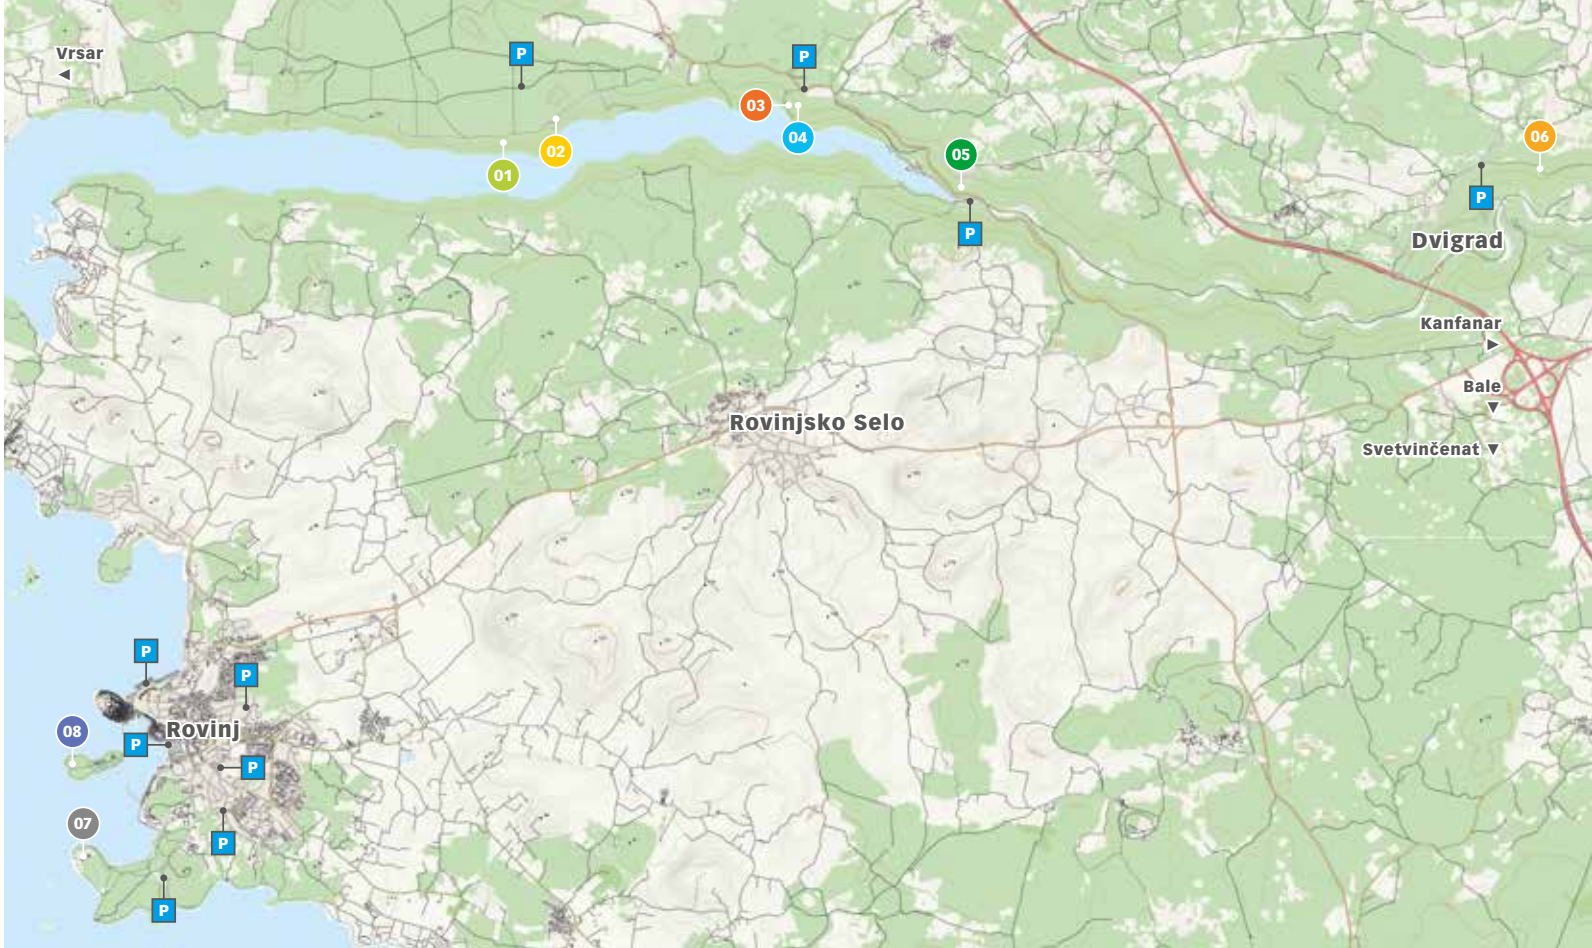 Vrsar
P
P
03
04
02
01
05
06
P
P
Dvigrad
Kanfanar
Bale
Svetvinčenat
Rovinjsko Selo
P
P
08
Rovinj
P
P
07
P
P